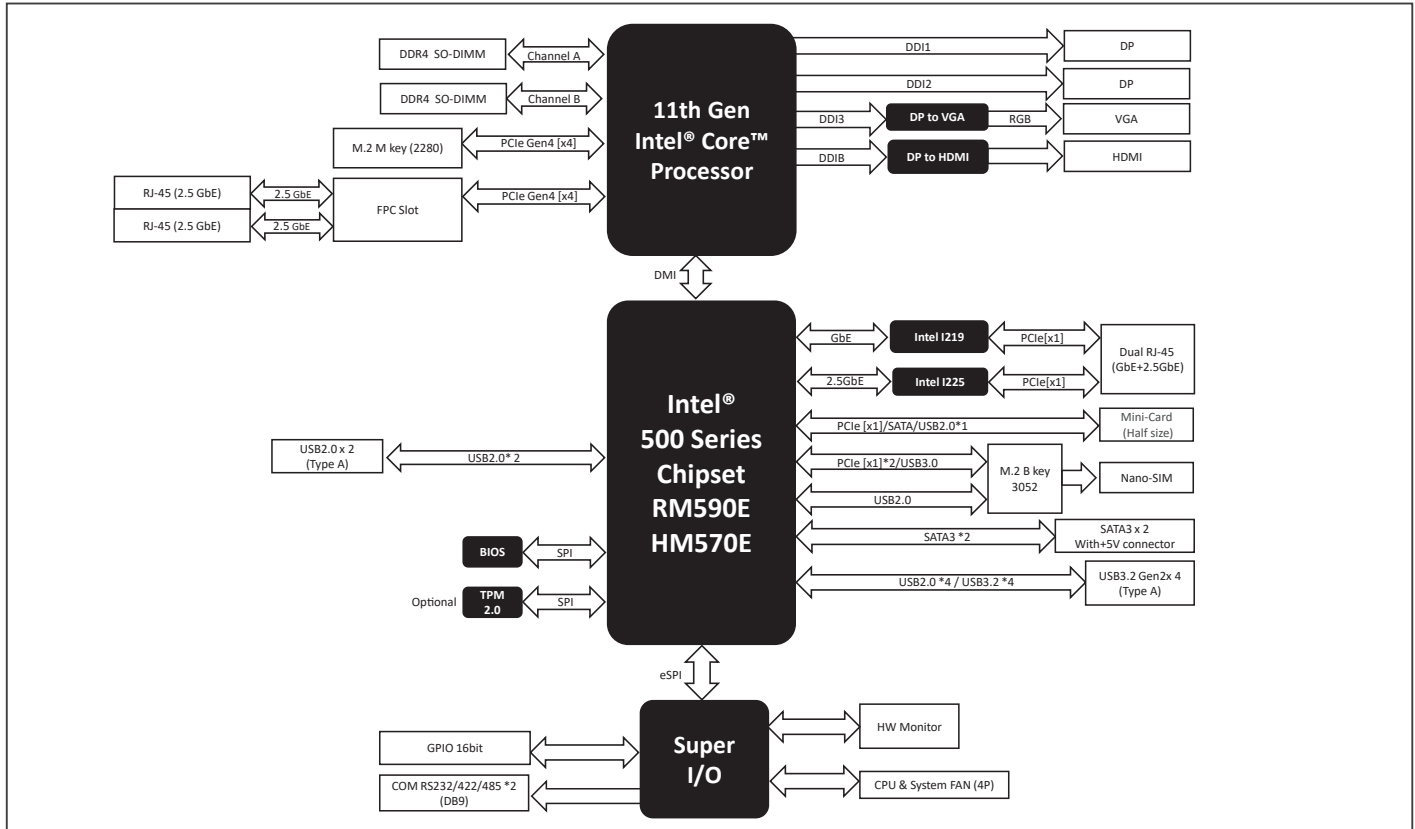 DDR4 SO-DIMM
Channel A
DDR4 SO-DIMM
Channel B
M.2 M key (2280)
PCIe Gen4 [x4]
RJ-45 (2.5 GbE)
2.5 GbE
RJ-45 (2.5 GbE)
2.5 GbE
FPC Slot
PCIe Gen4 [x4]
11th Gen
Intel® Core™
Processor
DDI1
DP
DDI2
DP
DDI3
DP to VGA
RGB
VGA
DDIB
DP to HDMI
HDMI
DMI
Intel®
500 Series
Chipset
RM590E
HM570E
GbE
Intel I219
PCIe[x1]
2.5GbE
Intel I225
PCIe[x1]
Dual RJ-45
(GbE+2.5GbE)
PCIe [x1]/SATA/USB2.0*1
Mini-Card
(Half size)
PCIe [x1]*2/USB3.0
USB2.0
M.2 B key
3052
Nano-SIM
SATA3 *2
SATA3 x 2
With+5V connector
USB2.0 *4 / USB3.2 *4
USB3.2 Gen2x 4
(Type A)
USB2.0 x 2
(Type A)
USB2.0* 2
BIOS
SPI
Optional
TPM
2.0
SPI
eSPI
Super
I/O
GPIO 16bit
COM RS232/422/485 *2
(DB9)
HW Monitor
CPU & System FAN (4P)